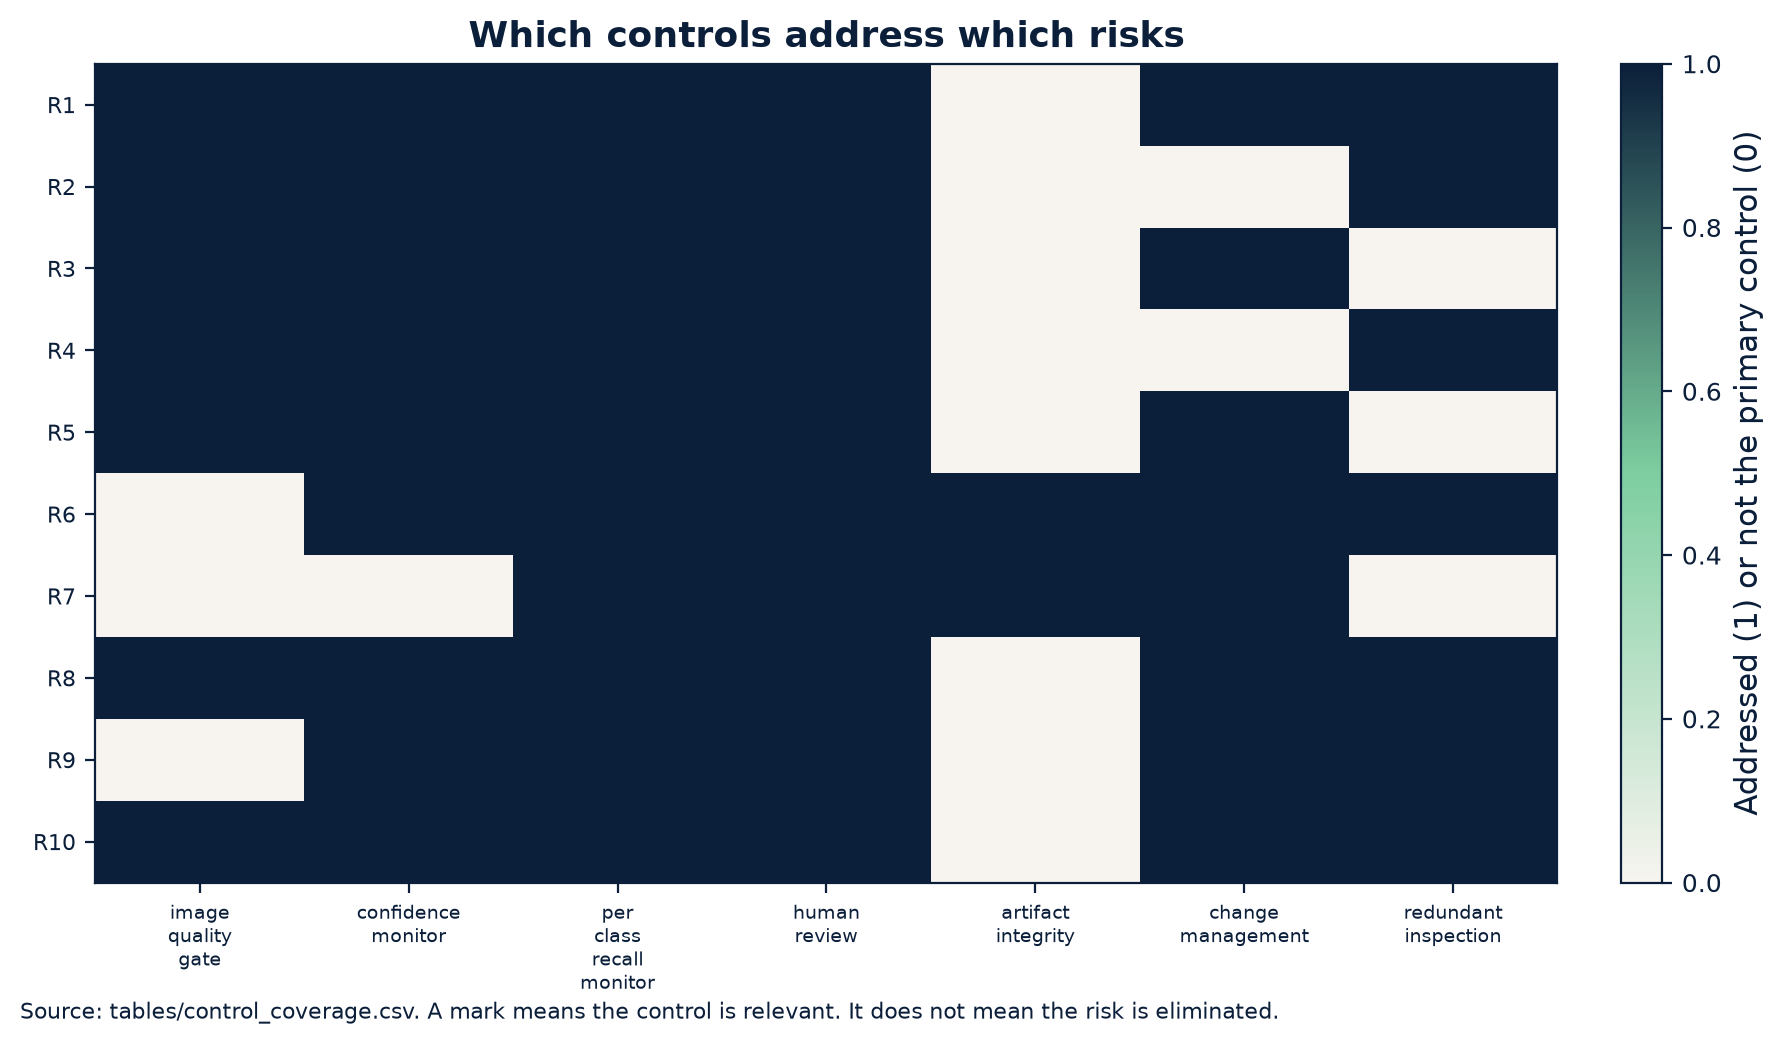 Which controls address which risks
R1
R2
R3
R4
R5
R6
R7
R8
R9
R10
image
quality
gate
confidence
monitor
per
class
recall
monitor
human
review
artifact
integrity
change
management
redundant
inspection
1.0
0.8
0.6
0.4
0.2
0.0
Addressed (1) or not the primary control (0)
Source: tables/control_coverage.csv. A mark means the control is relevant. It does not mean the risk is eliminated.